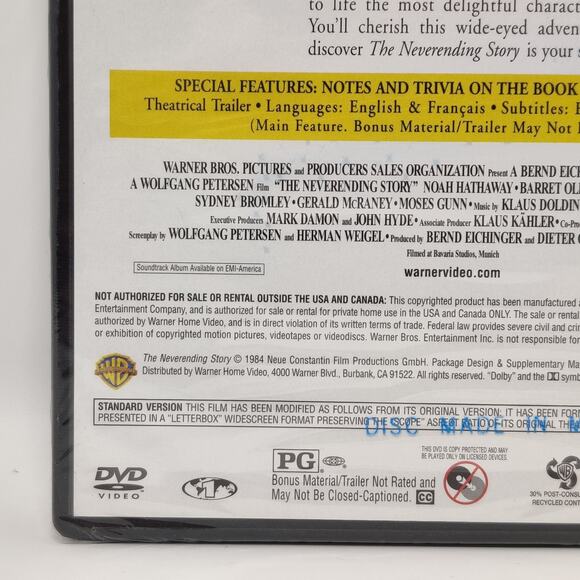 to life the most delightful charact
You'll cherish this wide-eyed adven
discover The Neverending Story is your s
SPECIAL FEATURES: NOTES AND TRIVIA ON THE BOOK
Theatrical Trailer • Languages: English & Français • Subtitles: E
(Main Feature. Bonus Material/Trailer May Not
WARNER BROS. PICTURES and PRODUCERS SALES ORGANIZATION Present A BERND EICH
A WOLFGANG PETERSEN Film "THE NEVERENDING STORY" NOAH HATHAWAY • BARRET OLI
SYDNEY BROMLEY • GERALD McRANEY • MOSES GUNN • Music by KLAUS DOLDIN
Executive Producers MARK DAMON and JOHN HYDE • Associate Producer KLAUS KÄHLER • Co-Pro
Screenplay by WOLFGANG PETERSEN and HERMAN WEIGEL • Produced by BERND EICHINGER and DIETER G
Filmed at Bavaria Studios, Munich
Soundtrack Album Available on EMI-America
warnervideo.com
NOT AUTHORIZED FOR SALE OR RENTAL OUTSIDE THE USA AND CANADA: This copyrighted product has been manufactured a
Entertainment Company, and is authorized for sale or rental for private home use in the USA and Canada ONLY. The sale or rental
authorized by Warner Home Video, and is in direct violation of its written terms of trade. Federal law provides severe civil and crim
or exhibition of copyrighted motion pictures, videotapes or videodiscs. Warner Bros. Entertainment Inc. is not responsible fo
WB
The Neverending Story © 1984 Neue Constantin Film Productions GmbH. Package Design & Supplementary Ma
Distributed by Warner Home Video, 4000 Warner Blvd., Burbank, CA 91522. All rights reserved. "Dolby" and the symb
STANDARD VERSION THIS FILM HAS BEEN MODIFIED AS FOLLOWS FROM ITS ORIGINAL VERSION: IT HAS BEEN FOR
PRESENTED IN A "LETTERBOX" WIDESCREEN FORMAT PRESERVING THE "SCOPE" ASPECT RATIO OF ITS ORIGINAL TH
DISC MADE IN M
DVD
VIDEO
1
PG
Bonus Material/Trailer Not Rated and
May Not Be Closed-Captioned. CC
THIS DVD IS COPY PROTECTED AND MAY
BE PLAYED ONLY ON LICENSED DEVICES.
WB
30% POST-CONSU
RECYCLED CONT